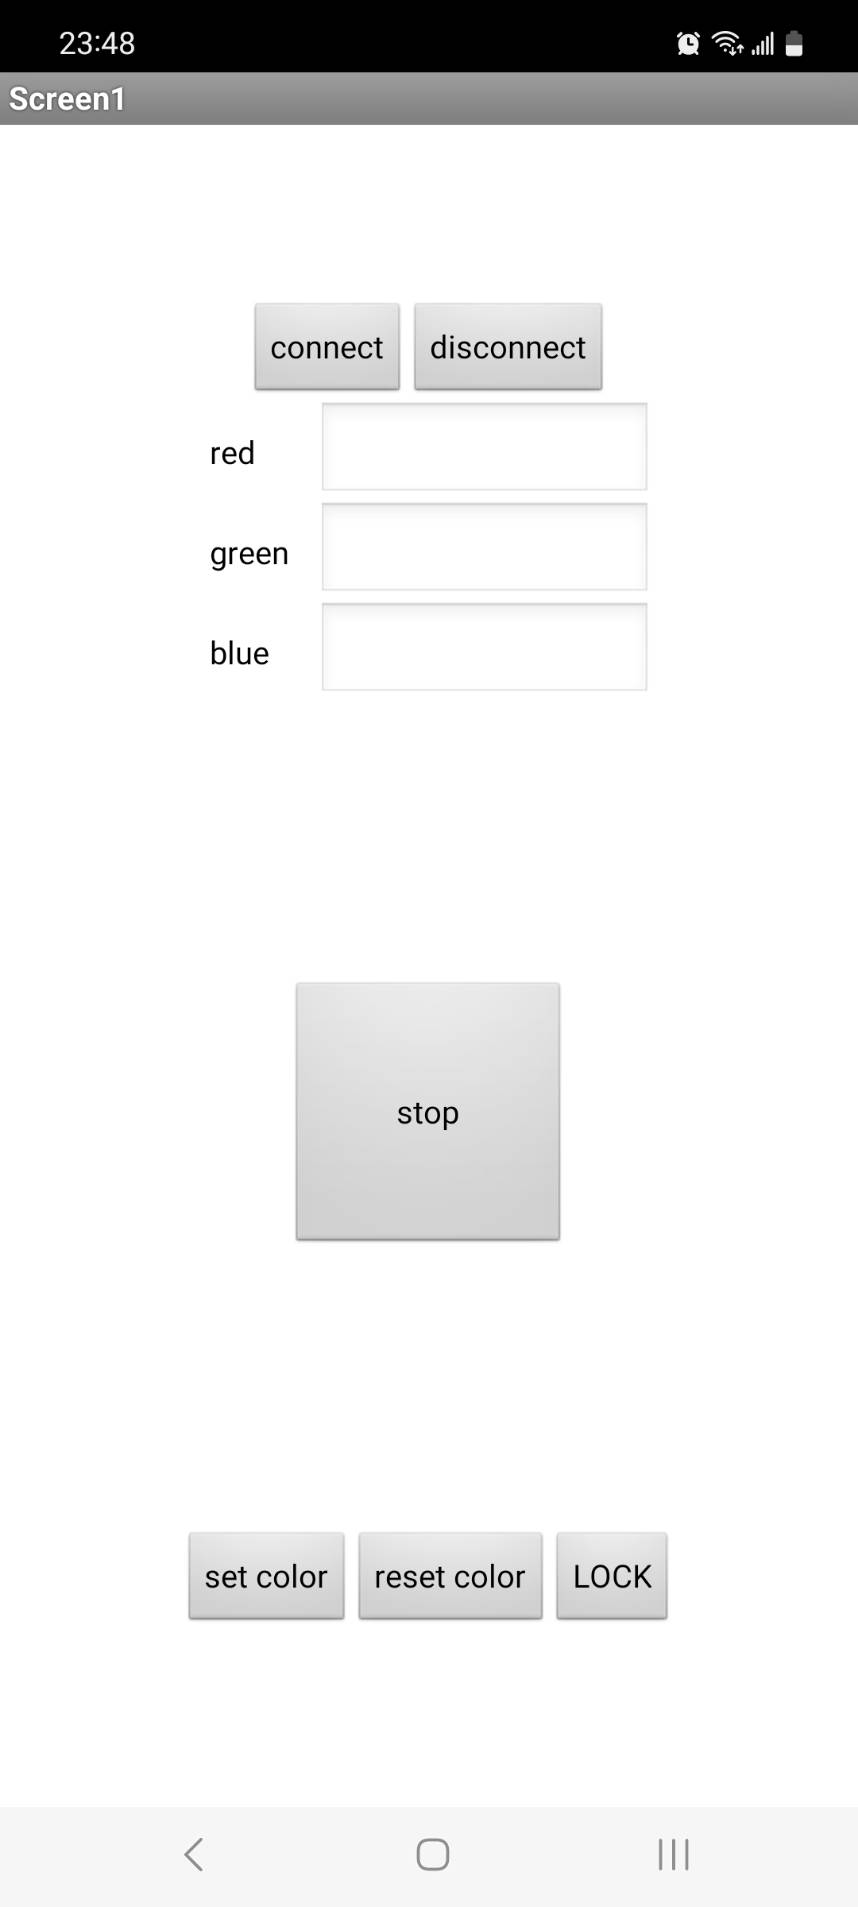 23:48
Screen1
connect disconnect
red
green
blue
stop
set color reset color LOCK